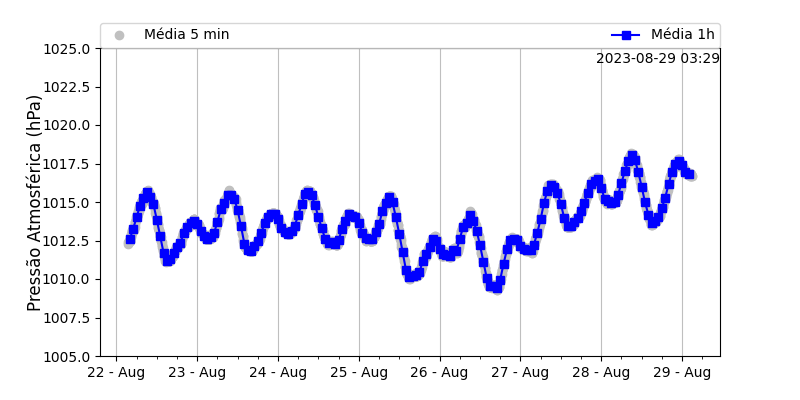 Média 5 min
Média 1h
2023-08-29 03:29
Pressão Atmosférica (hPa)
1025.0
1022.5
1020.0
1017.5
1015.0
1012.5
1010.0
1007.5
1005.0
22 - Aug
23 - Aug
24 - Aug
25 - Aug
26 - Aug
27 - Aug
28 - Aug
29 - Aug